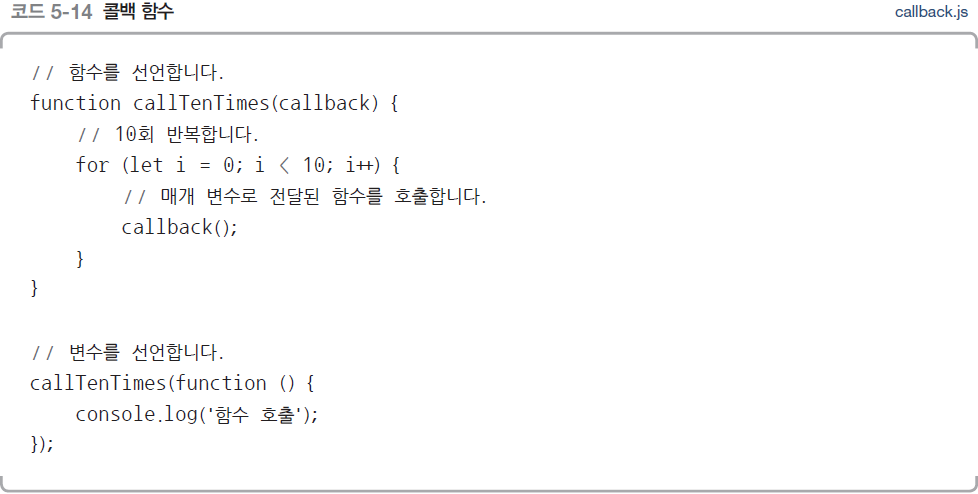 코드 5-14 콜백 함수 callback.js
// 함수를 선언합니다.
function callTenTimes(callback) {
    // 10회 반복합니다.
    for (let i = 0; i < 10; i++) {
        // 매개 변수로 전달된 함수를 호출합니다.
        callback();
    }
}

// 변수를 선언합니다.
callTenTimes(function () {
    console.log('함수 호출');
});